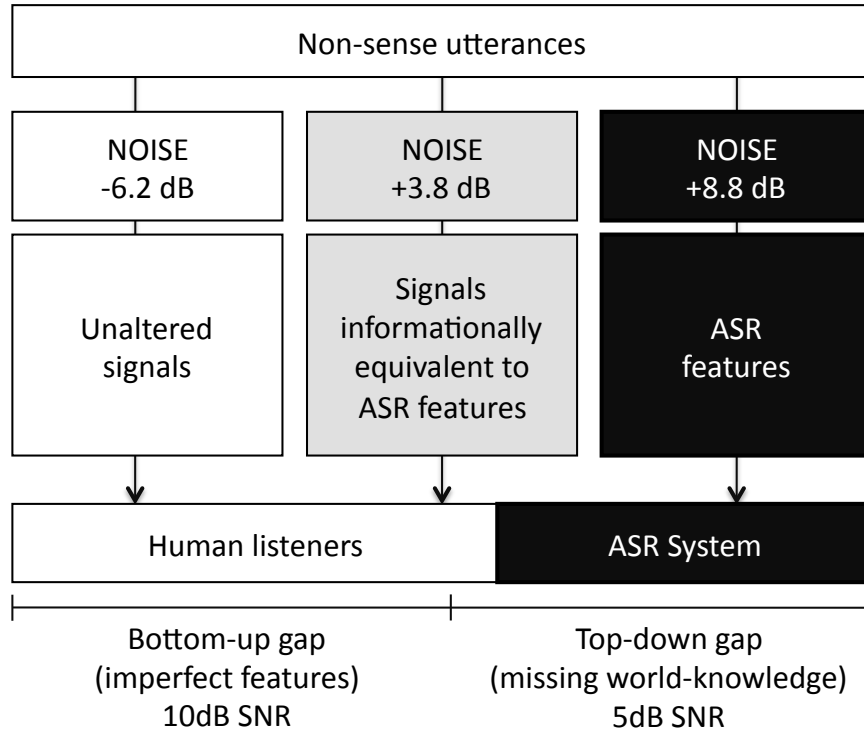 Non-sense utterances
NOISE
-6.2 dB
NOISE
+3.8 dB
NOISE
+8.8 dB
Unaltered
signals
Signals
informationally
equivalent to
ASR features
ASR
features
Human listeners
ASR System
Bottom-up gap
(imperfect features)
10dB SNR
Top-down gap
(missing world-knowledge)
5dB SNR